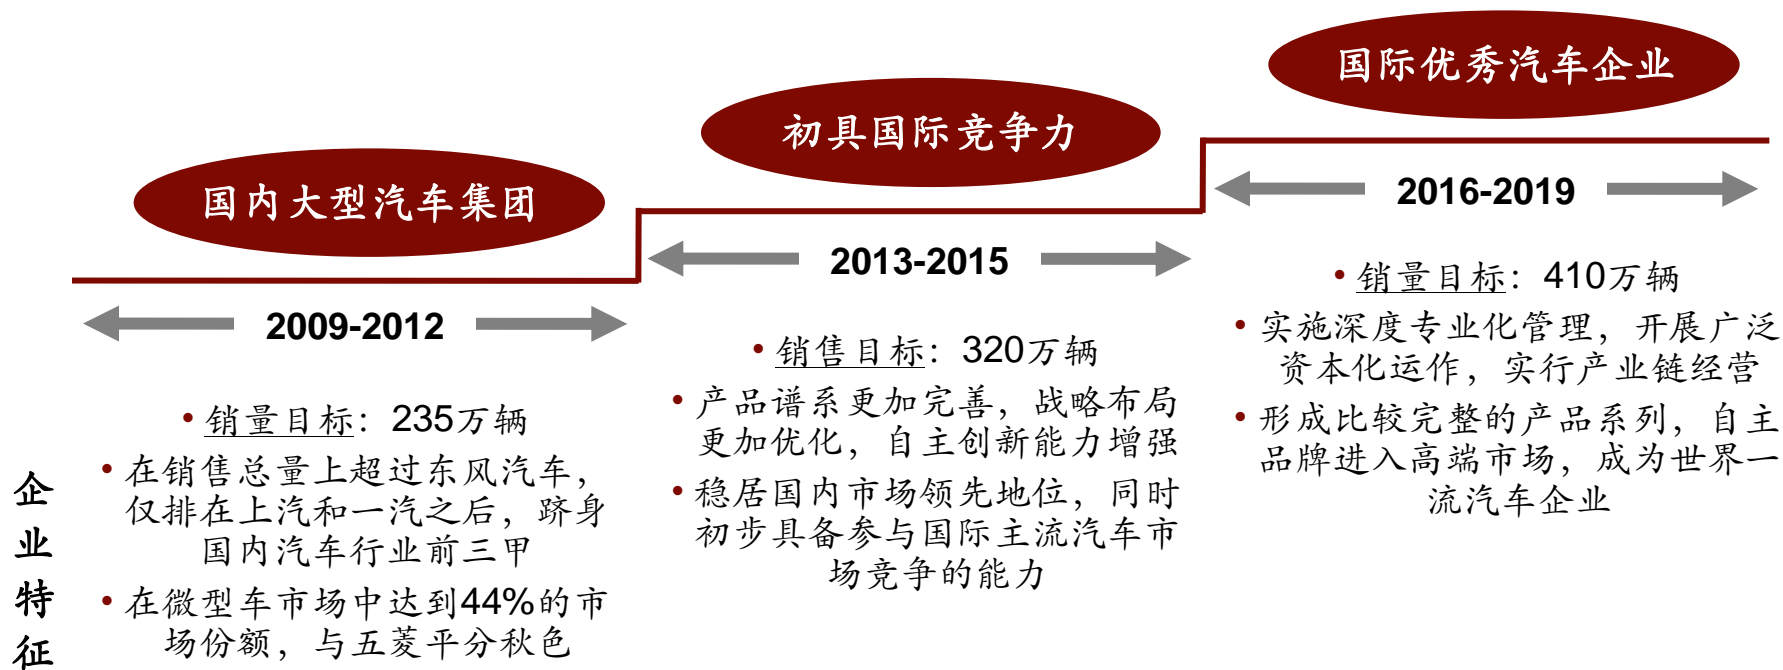 国内大型汽车集团
2009-2012
• 销量目标：235万辆
• 在销售总量上超过东风汽车，
仅排在上汽和一汽之后，跻身
国内汽车行业前三甲
• 在微型车市场中达到44%的市
场份额，与五菱平分秋色
初具国际竞争力
2013-2015
• 销售目标：320万辆
• 产品谱系更加完善，战略布局
更加优化，自主创新能力增强
• 稳居国内市场领先地位，同时
初步具备参与国际主流汽车市
场竞争的能力
国际优秀汽车企业
2016-2019
• 销量目标：410万辆
• 实施深度专业化管理，开展广泛
资本化运作，实行产业链经营
• 形成比较完整的产品系列，自主
品牌进入高端市场，成为世界一
流汽车企业
企
业
特
征